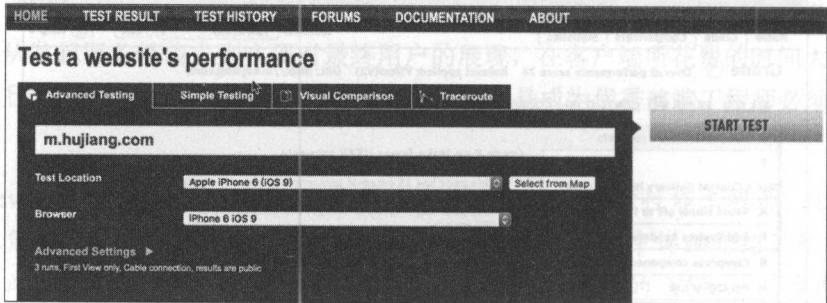 HOME TEST RESULT TEST HISTORY FORUMS DOCUMENTATION ABOUT
Test a website's performance
Advanced Testing Simple Testing Visual Comparison Traceroute
m.hujiang.com
START TEST
Test Location Apple iPhone 6 (iOS 9) Select from Map
Browser iPhone 6 iOS 9
Advanced Settings ▶
3 runs, First View only, Cable connection, results are public